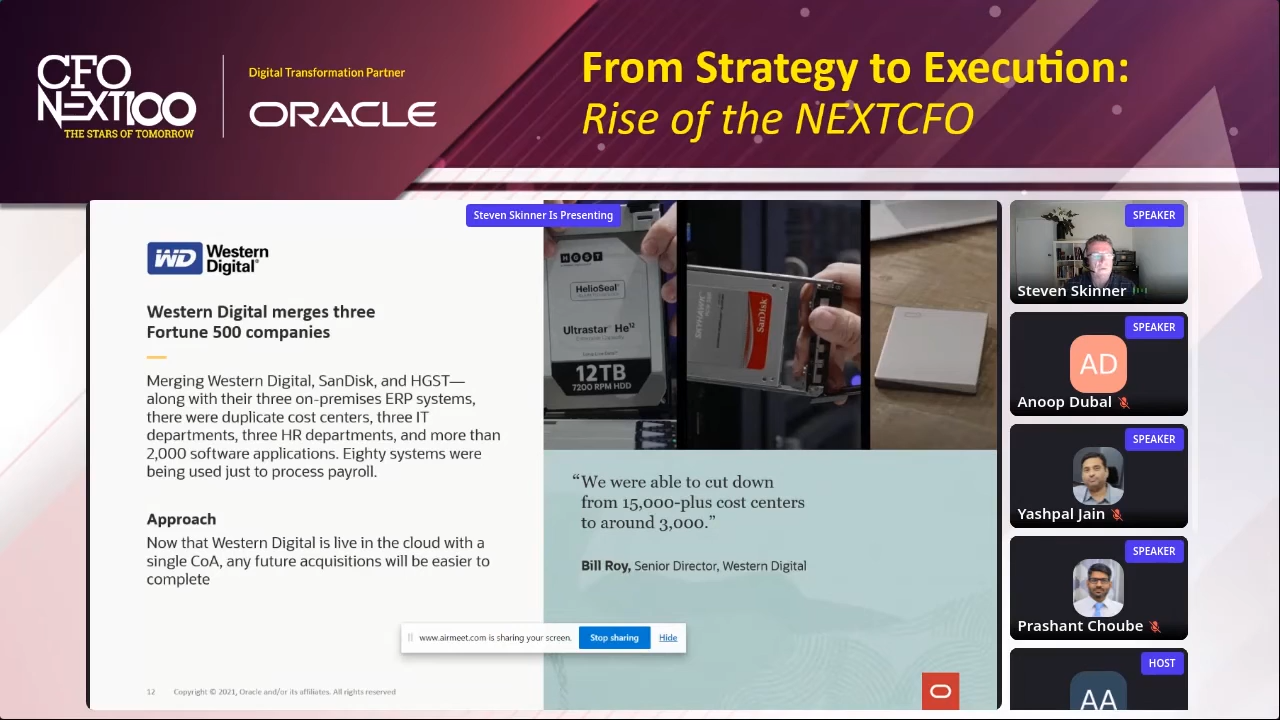 CFO
NEXT100
THE STARS OF TOMORROW
Digital Transformation Partner
ORACLE
From Strategy to Execution:
Rise of the NEXTCFO
Steven Skinner Is Presenting
WD Western
Digital®
Western Digital merges three
Fortune 500 companies
Merging Western Digital, SanDisk, and HGST—
along with their three on-premises ERP systems,
there were duplicate cost centers, three IT
departments, three HR departments, and more than
2,000 software applications. Eighty systems were
being used just to process payroll.
Approach
Now that Western Digital is live in the cloud with a
single CoA, any future acquisitions will be easier to
complete
12 Copyright © 2021, Oracle and/or its affiliates. All rights reserved
HGST
HelioSeal
Ultrastar He12
12TB
7200 RPM HDD
SanDisk
“We were able to cut down
from 15,000-plus cost centers
to around 3,000.”
Bill Roy, Senior Director, Western Digital
www.airmeet.com is sharing your screen.
Stop sharing
Hide
SPEAKER
Steven Skinner
SPEAKER
AD
Anoop Dubal
SPEAKER
Yashpal Jain
SPEAKER
Prashant Choube
HOST
AA